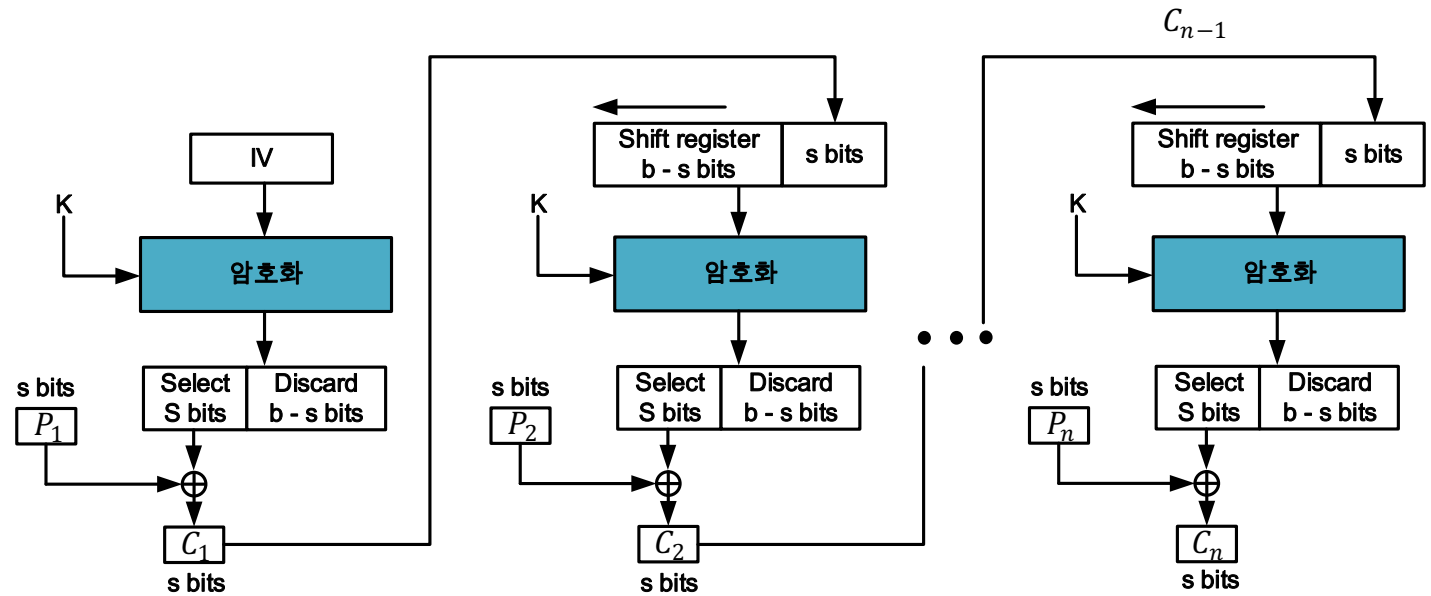 C_{n-1}
IV
Shift register
b - s bits
s bits
Shift register
b - s bits
s bits
K
암호화
K
암호화
K
암호화
s bits
P_1
Select
S bits
Discard
b - s bits
s bits
P_2
Select
S bits
Discard
b - s bits
s bits
P_n
Select
S bits
Discard
b - s bits
C_1
s bits
C_2
s bits
C_n
s bits